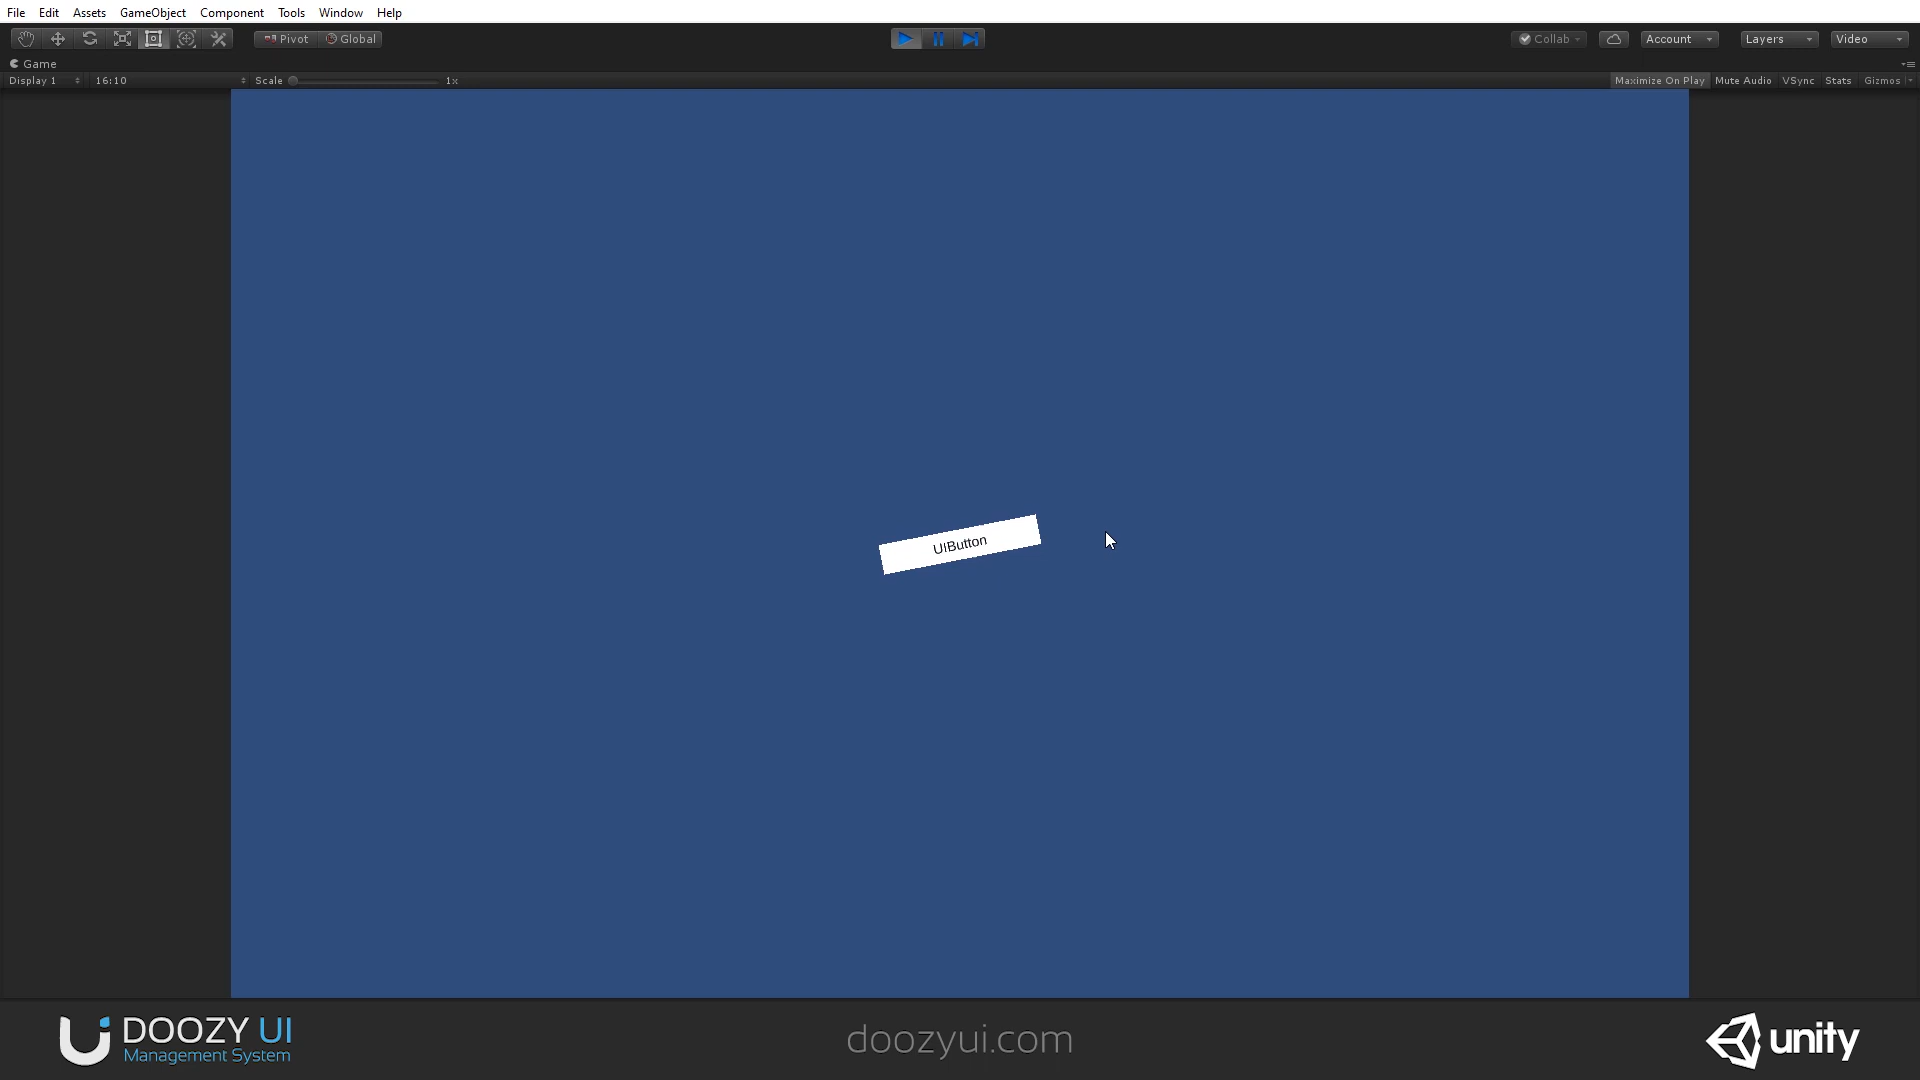 File Edit Assets GameObject Component Tools Window Help
Pivot Global Collab Account Layers Video
Game
Display 1 16:10 Scale 1x Maximize On Play Mute Audio VSync Stats Gizmos
UIButton
DOOZY UI
Management System
doozyui.com
unity